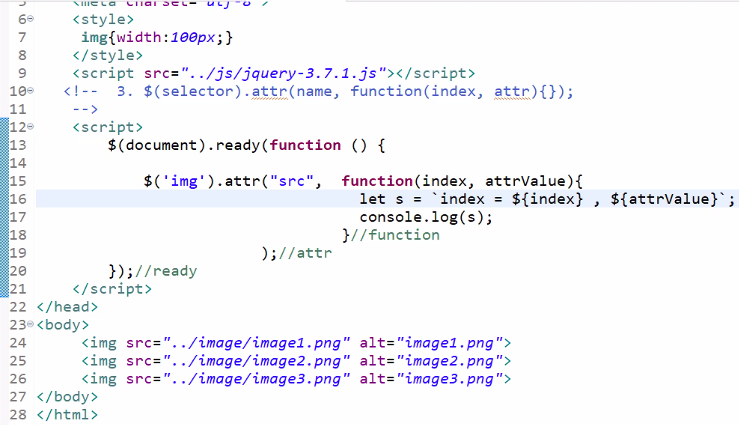 5 <meta charset="utf-8">
6 <style>
7 img{width:100px;}
8 </style>
9 <script src="../js/jquery-3.7.1.js"></script>
10 <!-- 3. $(selector).attr(name, function(index, attr){});
11 -->
12 <script>
13 $(document).ready(function () {
14
15 $('img').attr("src", function(index, attrValue){
16 let s = `index = ${index} , ${attrValue}`;
17 console.log(s);
18 }//function
19 );//attr
20 });//ready
21 </script>
22 </head>
23 <body>
24 <img src="../image/image1.png" alt="image1.png">
25 <img src="../image/image2.png" alt="image2.png">
26 <img src="../image/image3.png" alt="image3.png">
27 </body>
28 </html>